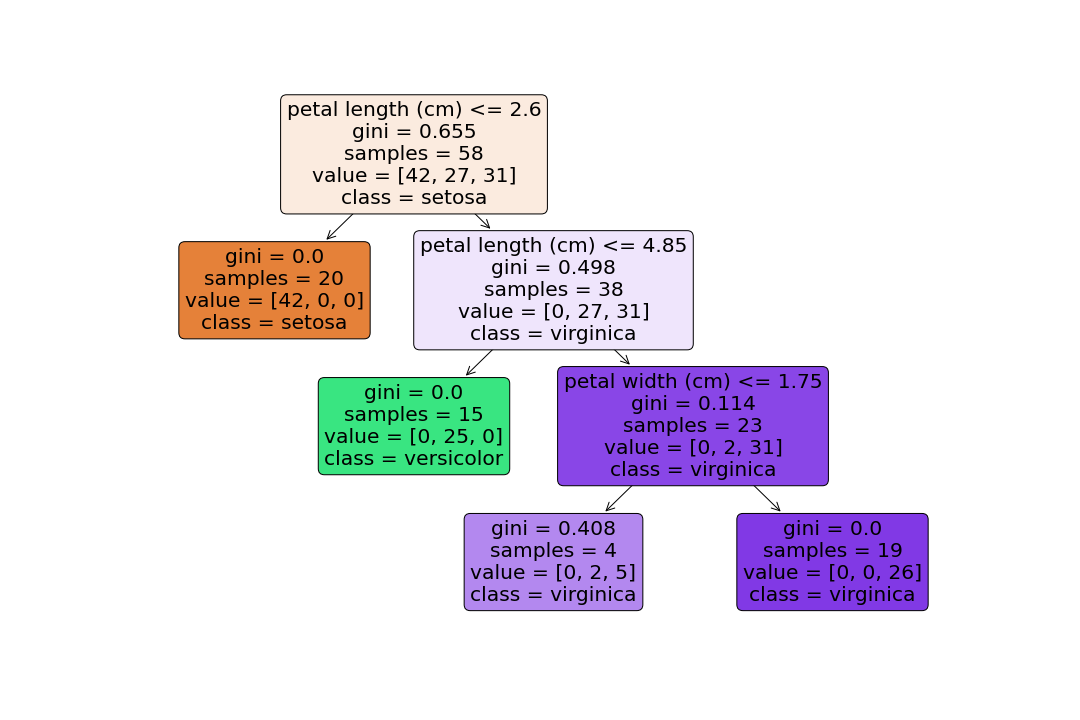 petal length (cm) <= 2.6
gini = 0.655
samples = 58
value = [42, 27, 31]
class = setosa
gini = 0.0
samples = 20
value = [42, 0, 0]
class = setosa
petal length (cm) <= 4.85
gini = 0.498
samples = 38
value = [0, 27, 31]
class = virginica
gini = 0.0
samples = 15
value = [0, 25, 0]
class = versicolor
petal width (cm) <= 1.75
gini = 0.114
samples = 23
value = [0, 2, 31]
class = virginica
gini = 0.408
samples = 4
value = [0, 2, 5]
class = virginica
gini = 0.0
samples = 19
value = [0, 0, 26]
class = virginica